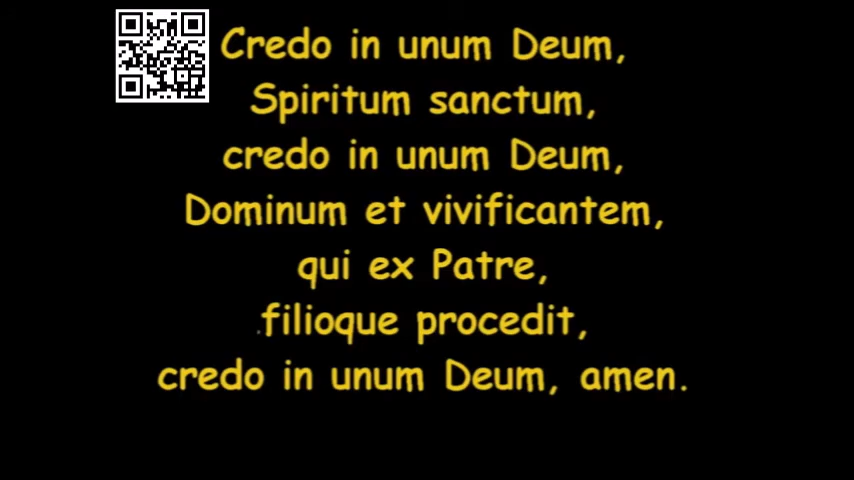 Credo in unum Deum,
Spiritum sanctum,
credo in unum Deum,
Dominum et vivificantem,
qui ex Patre,
filioque procedit,
credo in unum Deum, amen.